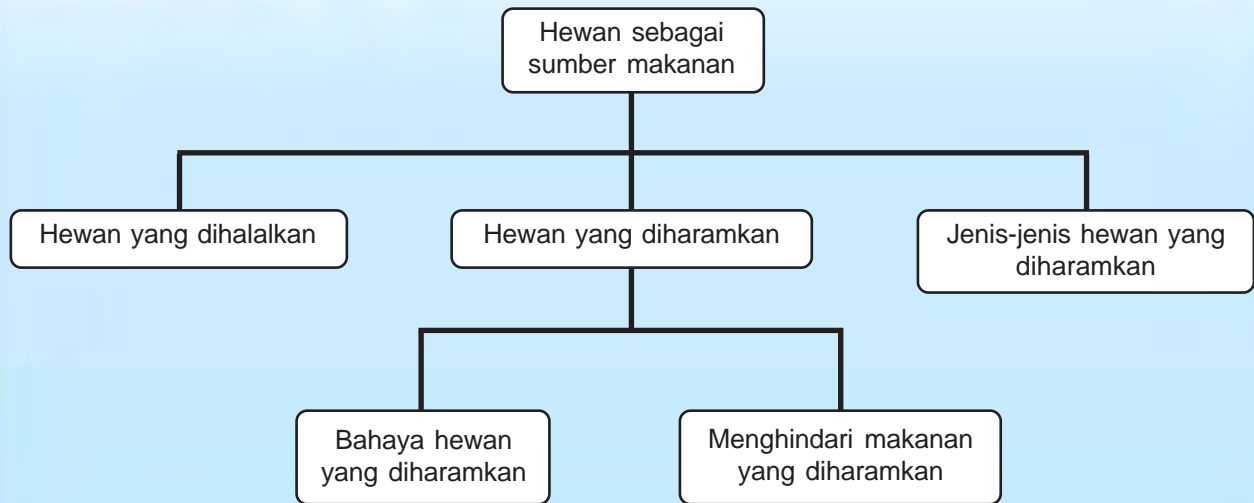 Hewan sebagai
sumber makanan
Hewan yang dihalalkan
Hewan yang diharamkan
Jenis-jenis hewan yang
diharamkan
Bahaya hewan
yang diharamkan
Menghindari makanan
yang diharamkan